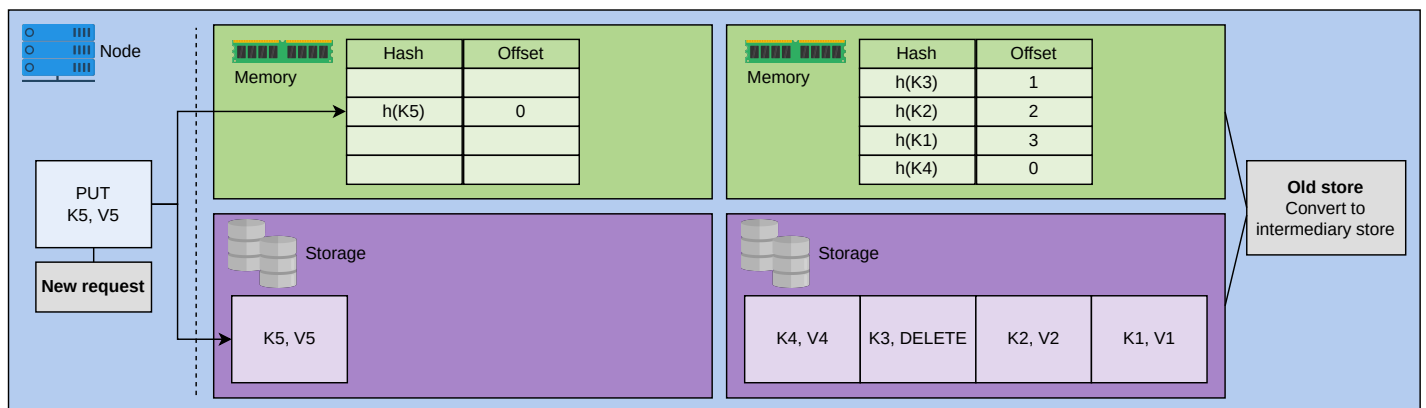 Node
PUT
K5, V5
New request
Memory
Hash Offset
h(K5) 0
Storage
K5, V5
Memory
Hash Offset
h(K3) 1
h(K2) 2
h(K1) 3
h(K4) 0
Storage
K4, V4 K3, DELETE K2, V2 K1, V1
Old store
Convert to
intermediary store